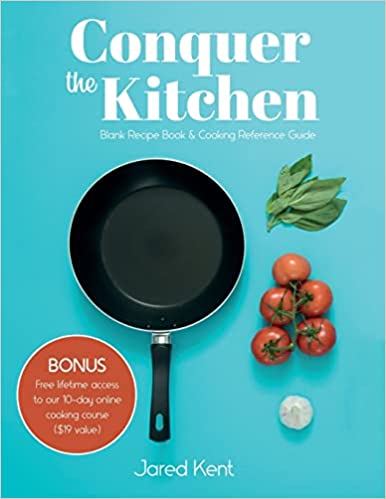 Conquer
the Kitchen
Blank Recipe Book & Cooking Reference Guide
BONUS
Free lifetime access
to our 10-day online
cooking course
($19 value)
Jared Kent